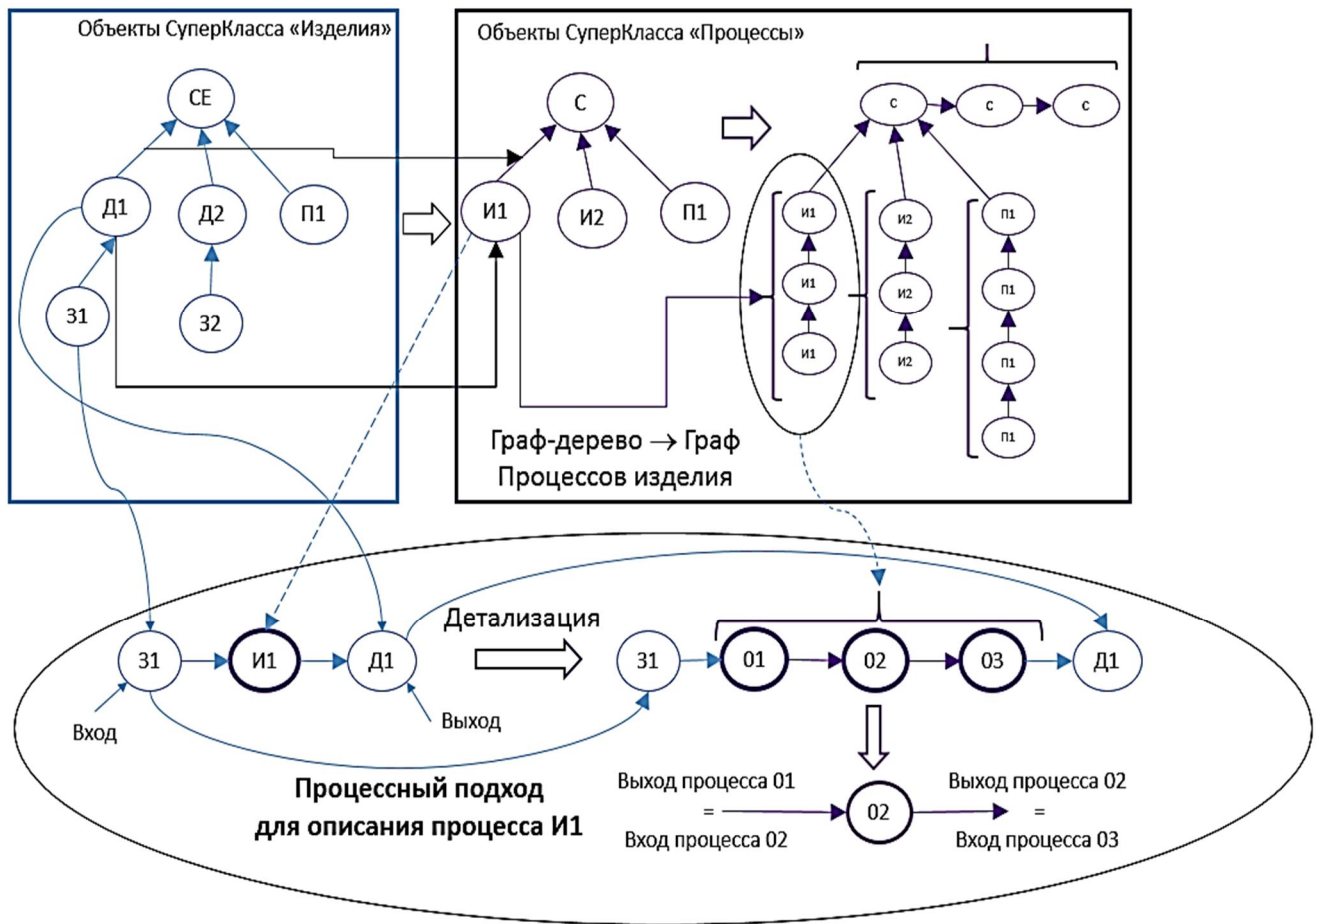 Объекты СуперКласса «Изделия»
СЕ
Д1
Д2
П1
31
32
Объекты СуперКласса «Процессы»
С
И1
И2
П1
с
с
с
И1
И2
П1
И1
И2
П1
И1
И2
П1
П1
Граф-дерево → Граф
Процессов изделия
31
И1
Д1
Вход
Выход
Детализация
31
01
02
03
Д1
Процессный подход
для описания процесса И1
Выход процесса 01
=
Вход процесса 02
02
Выход процесса 02
=
Вход процесса 03